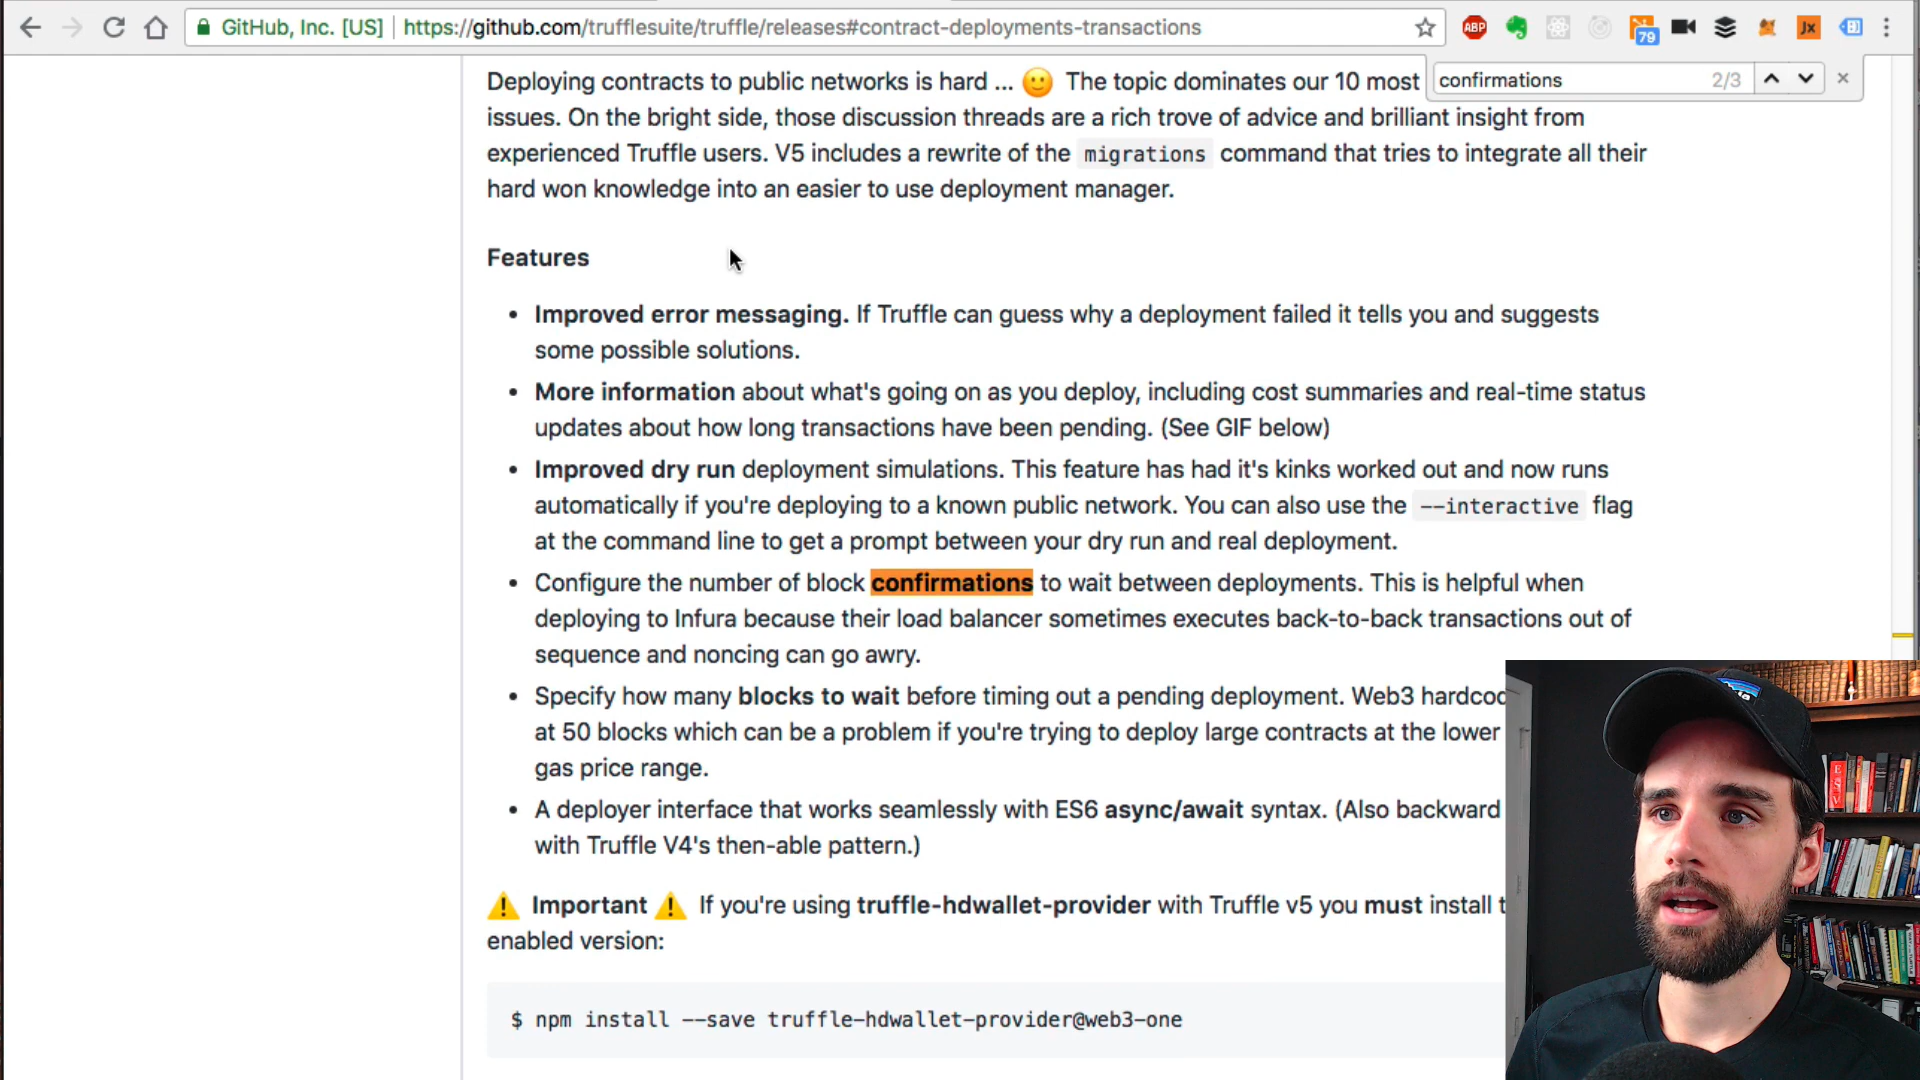 GitHub, Inc. [US] https://github.com/trufflesuite/truffle/releases#contract-deployments-transactions
ABP 79 Jx
confirmations 2/3
Deploying contracts to public networks is hard ... 🙂 The topic dominates our 10 most
issues. On the bright side, those discussion threads are a rich trove of advice and brilliant insight from
experienced Truffle users. V5 includes a rewrite of the migrations command that tries to integrate all their
hard won knowledge into an easier to use deployment manager.
Features
• Improved error messaging. If Truffle can guess why a deployment failed it tells you and suggests
some possible solutions.
• More information about what's going on as you deploy, including cost summaries and real-time status
updates about how long transactions have been pending. (See GIF below)
• Improved dry run deployment simulations. This feature has had it's kinks worked out and now runs
automatically if you're deploying to a known public network. You can also use the --interactive flag
at the command line to get a prompt between your dry run and real deployment.
• Configure the number of block confirmations to wait between deployments. This is helpful when
deploying to Infura because their load balancer sometimes executes back-to-back transactions out of
sequence and noncing can go awry.
• Specify how many blocks to wait before timing out a pending deployment. Web3 hardcod
at 50 blocks which can be a problem if you're trying to deploy large contracts at the lower
gas price range.
• A deployer interface that works seamlessly with ES6 async/await syntax. (Also backward
with Truffle V4's then-able pattern.)
⚠ Important ⚠ If you're using truffle-hdwallet-provider with Truffle v5 you must install t
enabled version:
$ npm install --save truffle-hdwallet-provider@web3-one